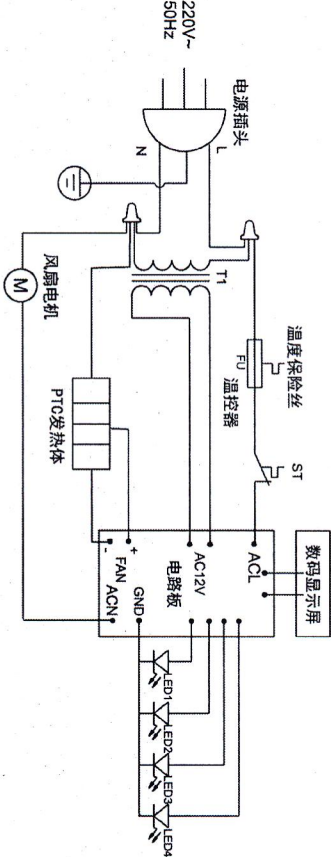 220V~
50Hz
电源插头
L
N
T1
温度保险丝
FU
温控器
ST
风扇电机
M
PTC发热体
数码显示屏
ACL
AC12V
电路板
+
FAN
-
GND
ACN
LED1
LED2
LED3
LED4